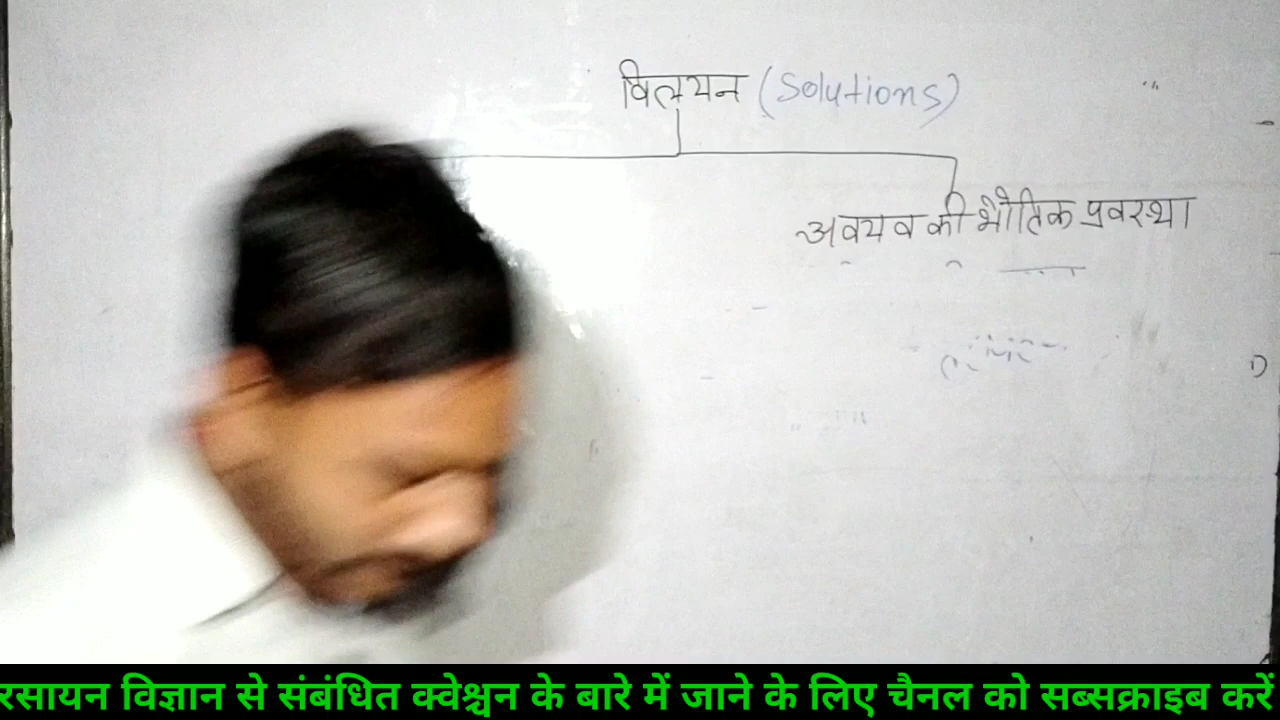 विलयन (Solutions)
अवयव की भौतिक प्रवस्था
रसायन विज्ञान से संबंधित क्वेश्चन के बारे में जाने के लिए चैनल को सब्सक्राइब करें